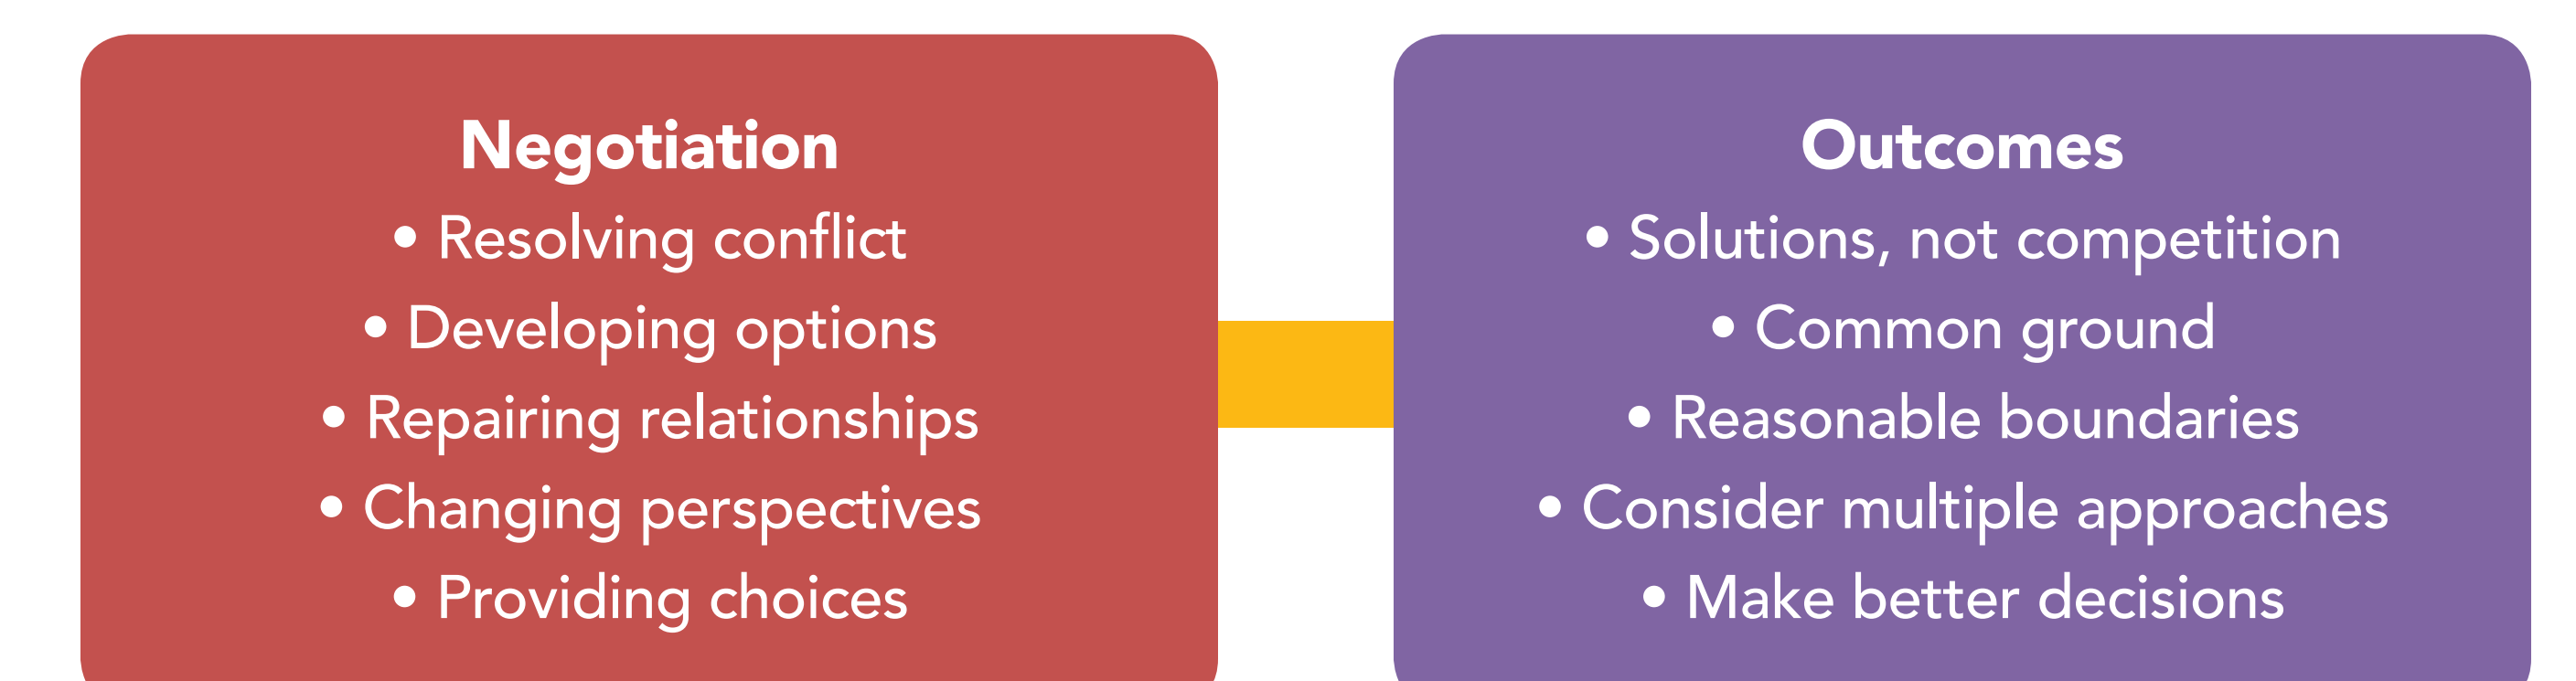 Negotiation
• Resolving conflict
• Developing options
• Repairing relationships
• Changing perspectives
• Providing choices
Outcomes
• Solutions, not competition
• Common ground
• Reasonable boundaries
• Consider multiple approaches
• Make better decisions